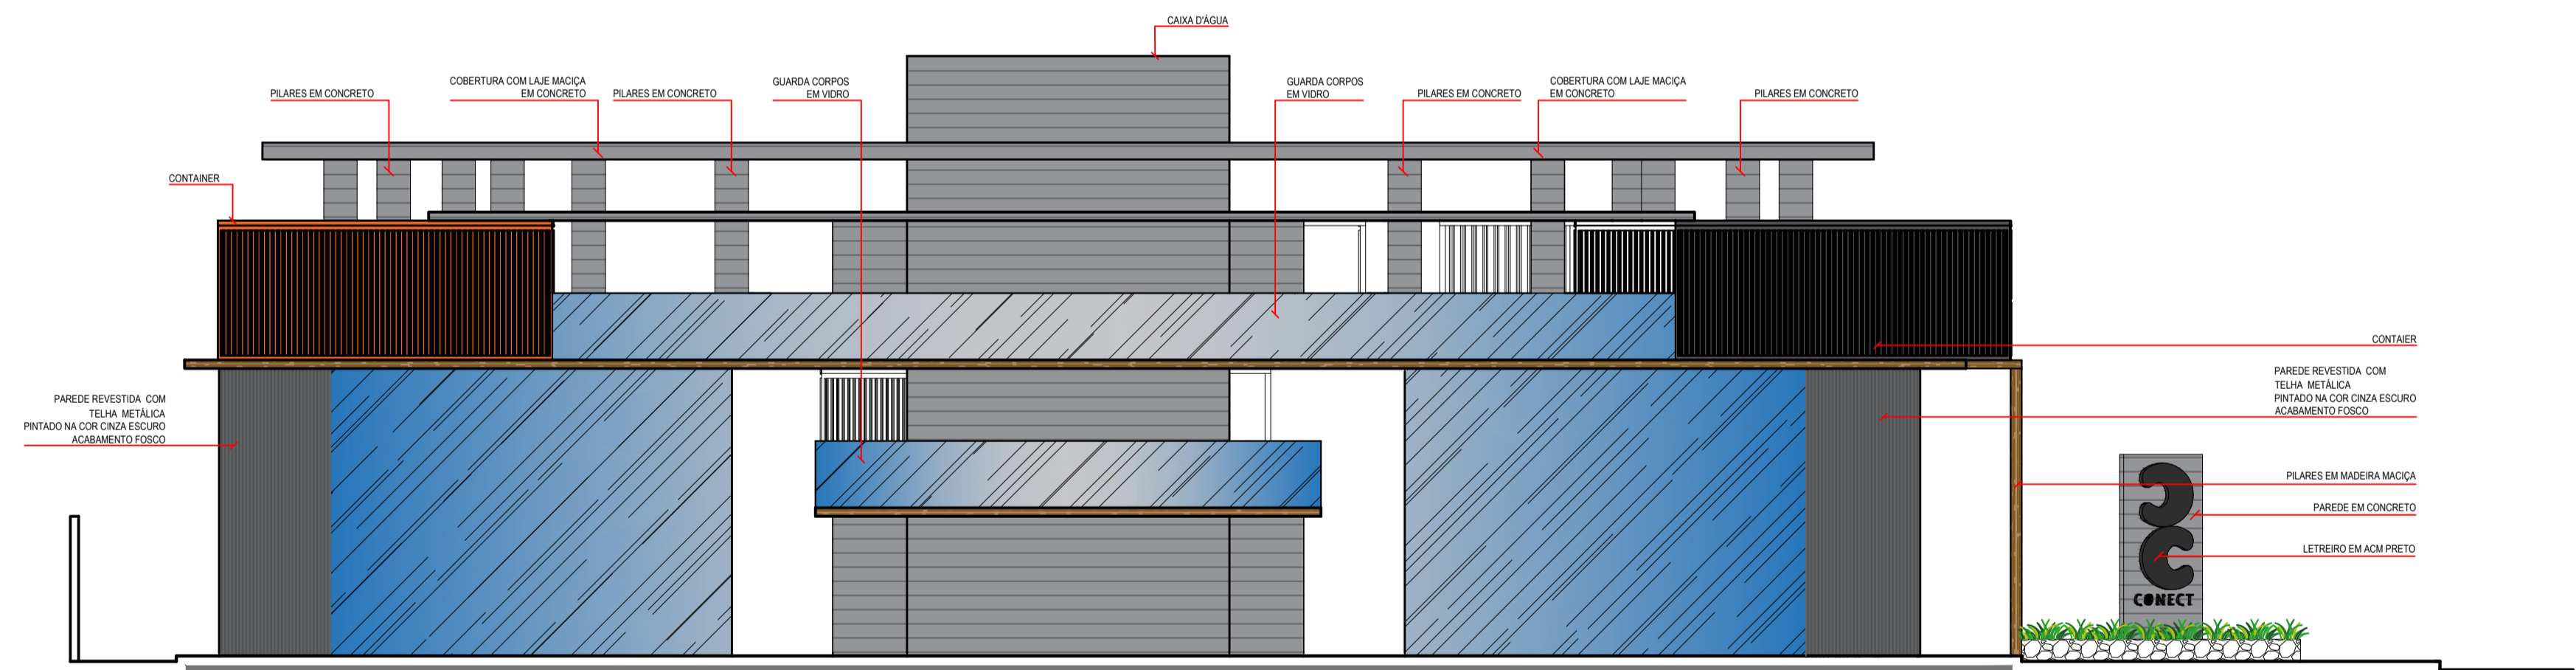 CAIXA D'ÀGUA
PILARES EM CONCRETO
COBERTURA COM LAJE MACIÇA
EM CONCRETO
PILARES EM CONCRETO
GUARDA CORPOS
EM VIDRO
GUARDA CORPOS
EM VIDRO
PILARES EM CONCRETO
COBERTURA COM LAJE MACIÇA
EM CONCRETO
PILARES EM CONCRETO
CONTAINER
CONTAIER
PAREDE REVESTIDA COM
TELHA METÁLICA
PINTADO NA COR CINZA ESCURO
ACABAMENTO FOSCO
PAREDE REVESTIDA COM
TELHA METÁLICA
PINTADO NA COR CINZA ESCURO
ACABAMENTO FOSCO
PILARES EM MADEIRA MACIÇA
PAREDE EM CONCRETO
LETREIRO EM ACM PRETO
CONECT